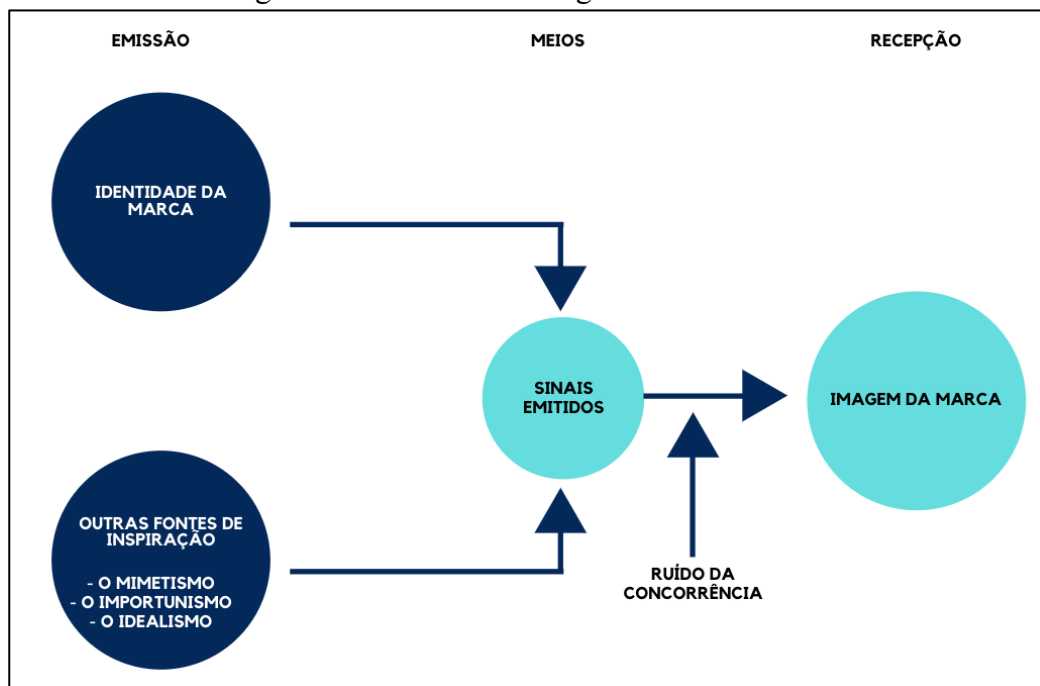 EMISSÃO
MEIOS
RECEPÇÃO
IDENTIDADE DA
MARCA
SINAIS
EMITIDOS
IMAGEM DA MARCA
OUTRAS FONTES DE
INSPIRAÇÃO
- O MIMETISMO
- O IMPORTUNISMO
- O IDEALISMO
RUÍDO DA
CONCORRÊNCIA